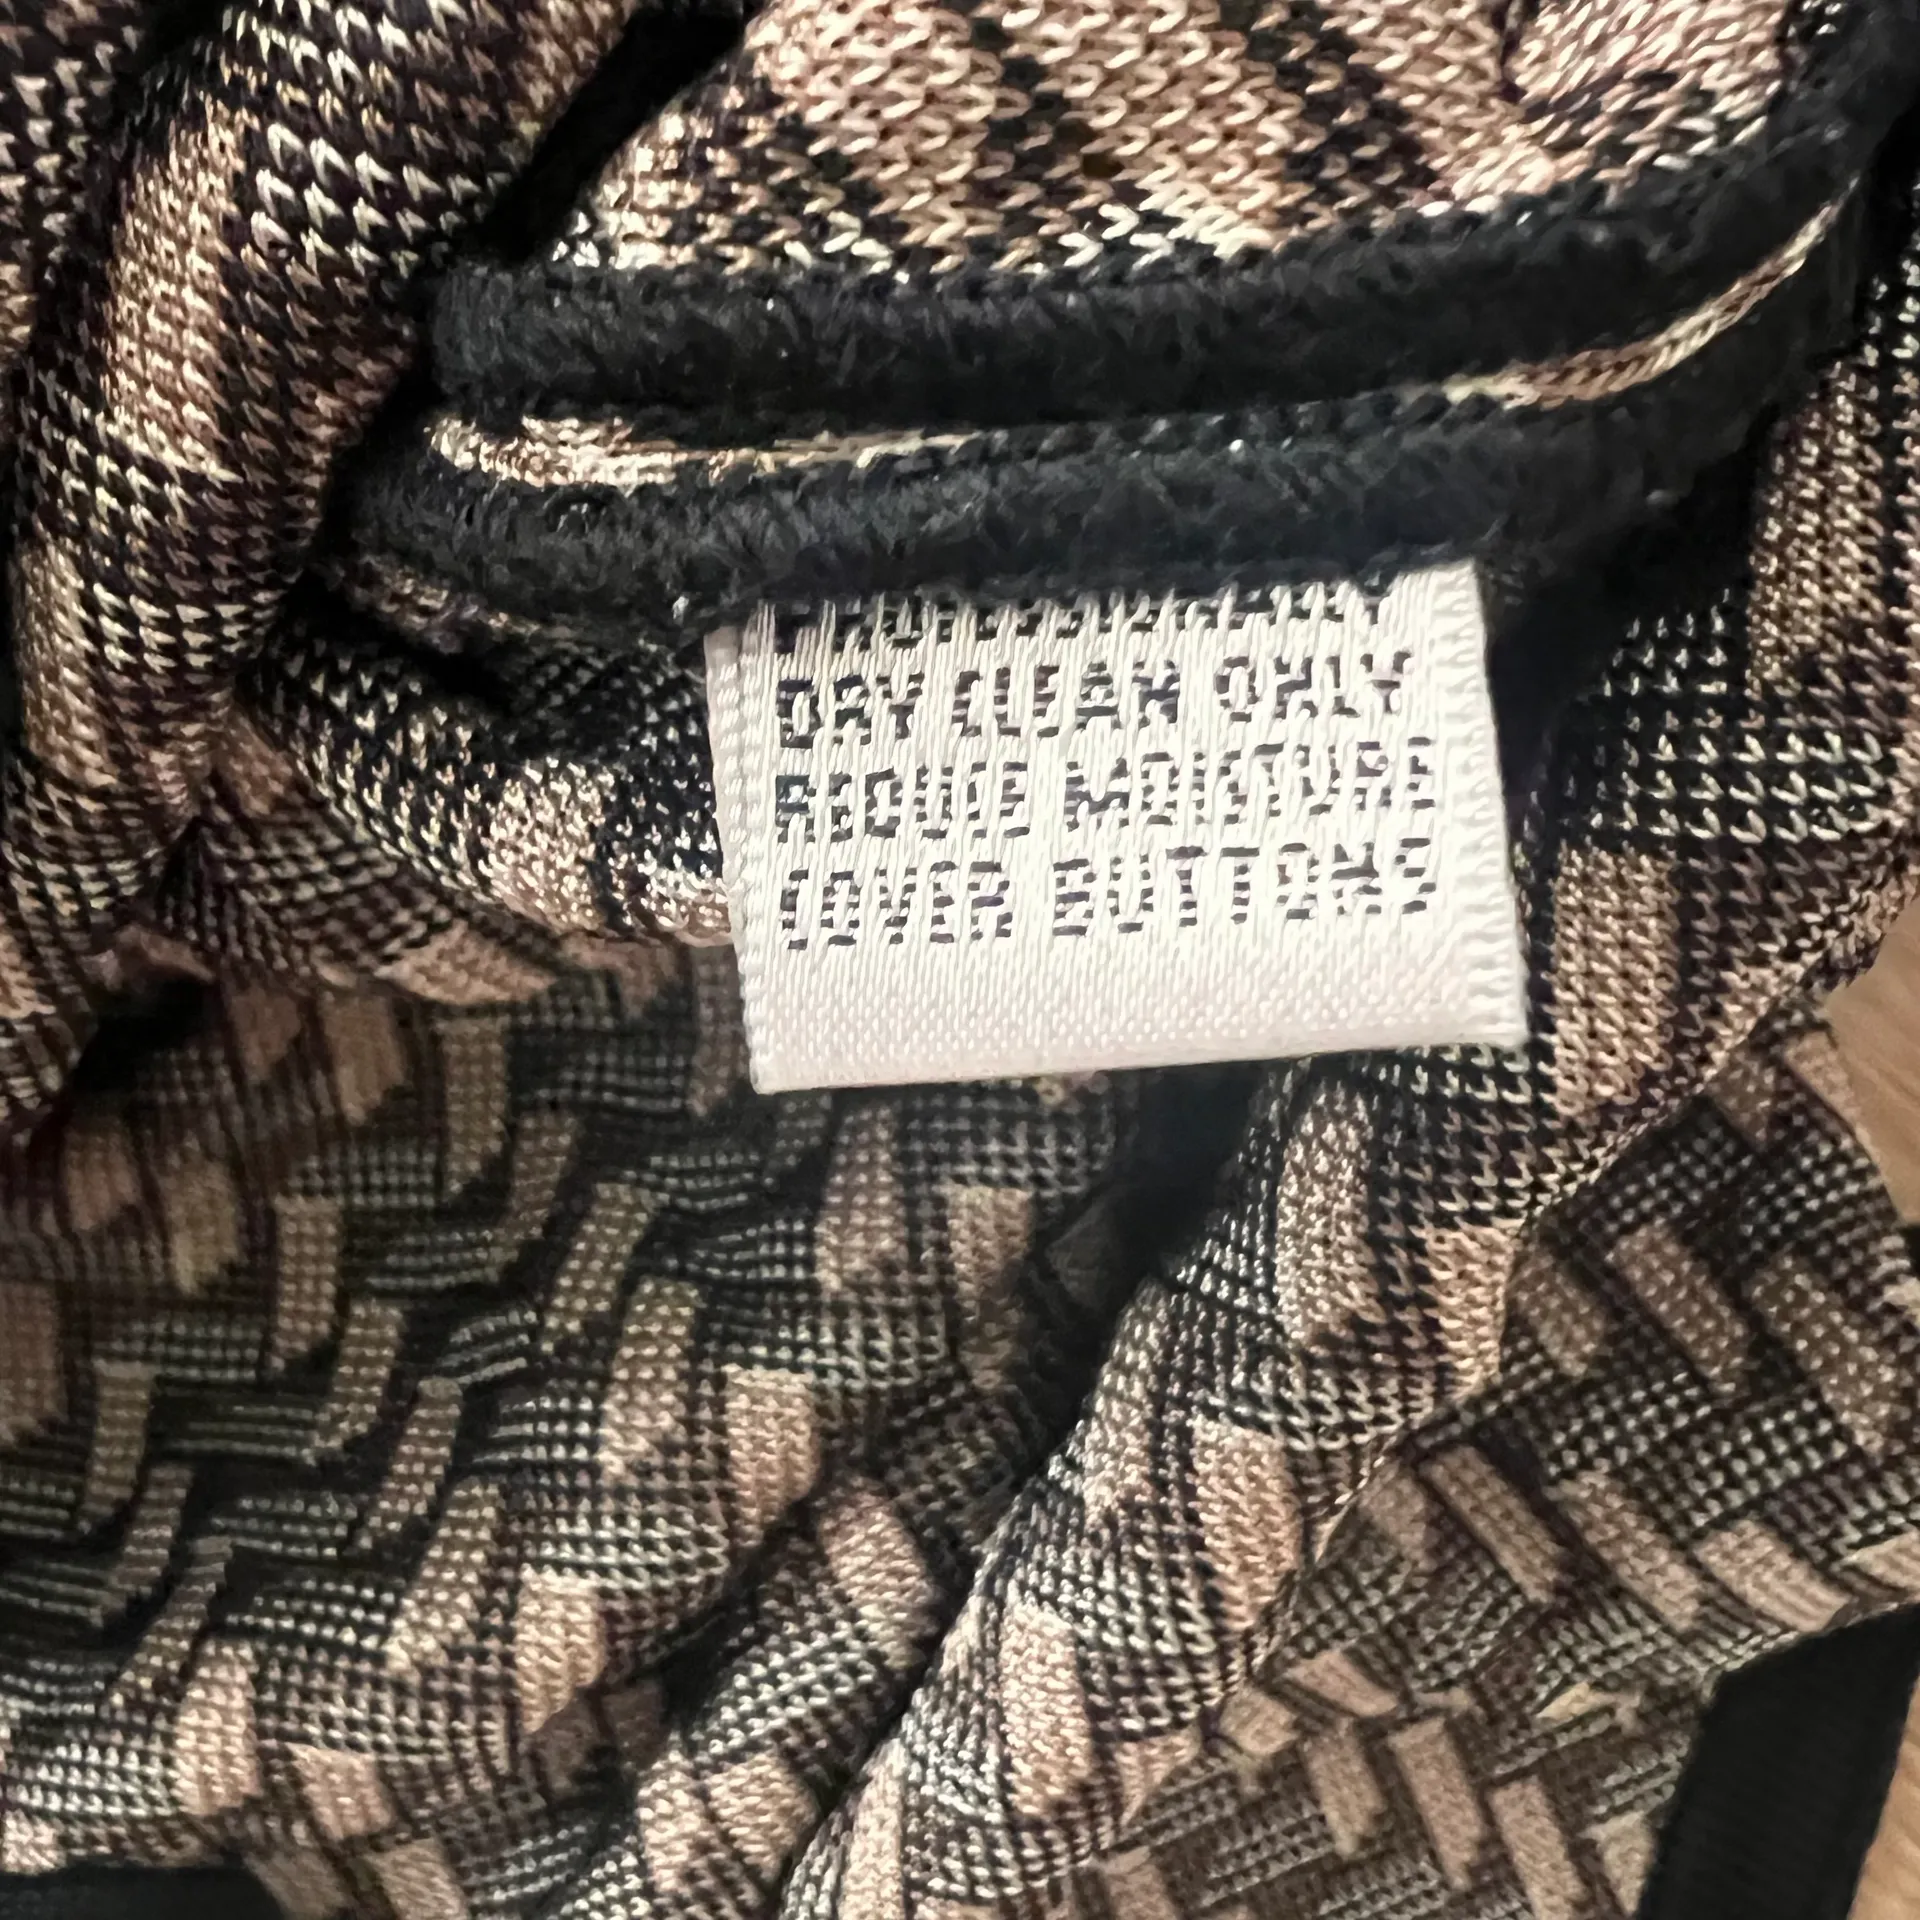 DRY CLEAN ONLY
REDUCE MOISTURE
COVER BUTTONS